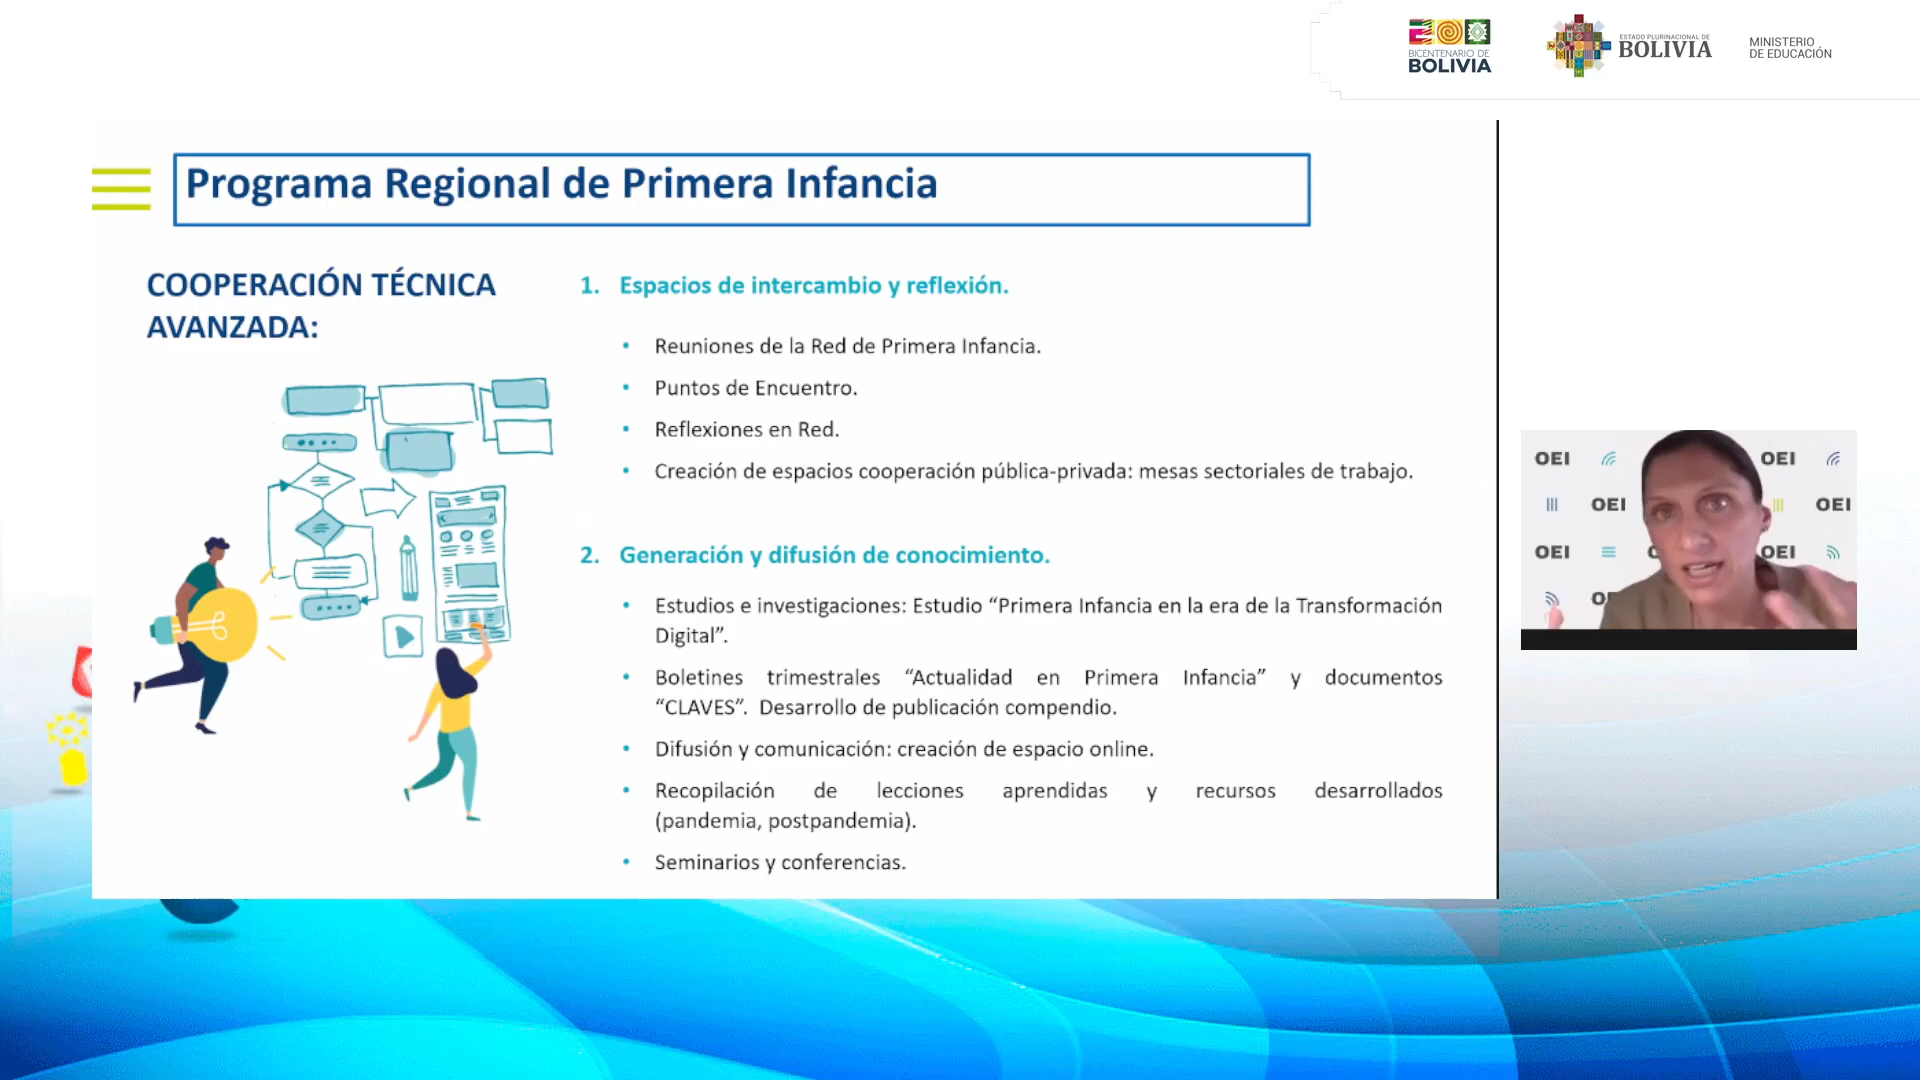 BICENTENARIO DE
BOLIVIA
ESTADO PLURINACIONAL DE
BOLIVIA
MINISTERIO
DE EDUCACIÓN
Programa Regional de Primera Infancia
COOPERACIÓN TÉCNICA
AVANZADA:
1. Espacios de intercambio y reflexión.
• Reuniones de la Red de Primera Infancia.
• Puntos de Encuentro.
• Reflexiones en Red.
• Creación de espacios cooperación pública-privada: mesas sectoriales de trabajo.
2. Generación y difusión de conocimiento.
• Estudios e investigaciones: Estudio “Primera Infancia en la era de la Transformación
Digital”.
• Boletines trimestrales “Actualidad en Primera Infancia” y documentos
“CLAVES”. Desarrollo de publicación compendio.
• Difusión y comunicación: creación de espacio online.
• Recopilación de lecciones aprendidas y recursos desarrollados
(pandemia, postpandemia).
• Seminarios y conferencias.
OEI OEI
OEI OEI
OEI OEI